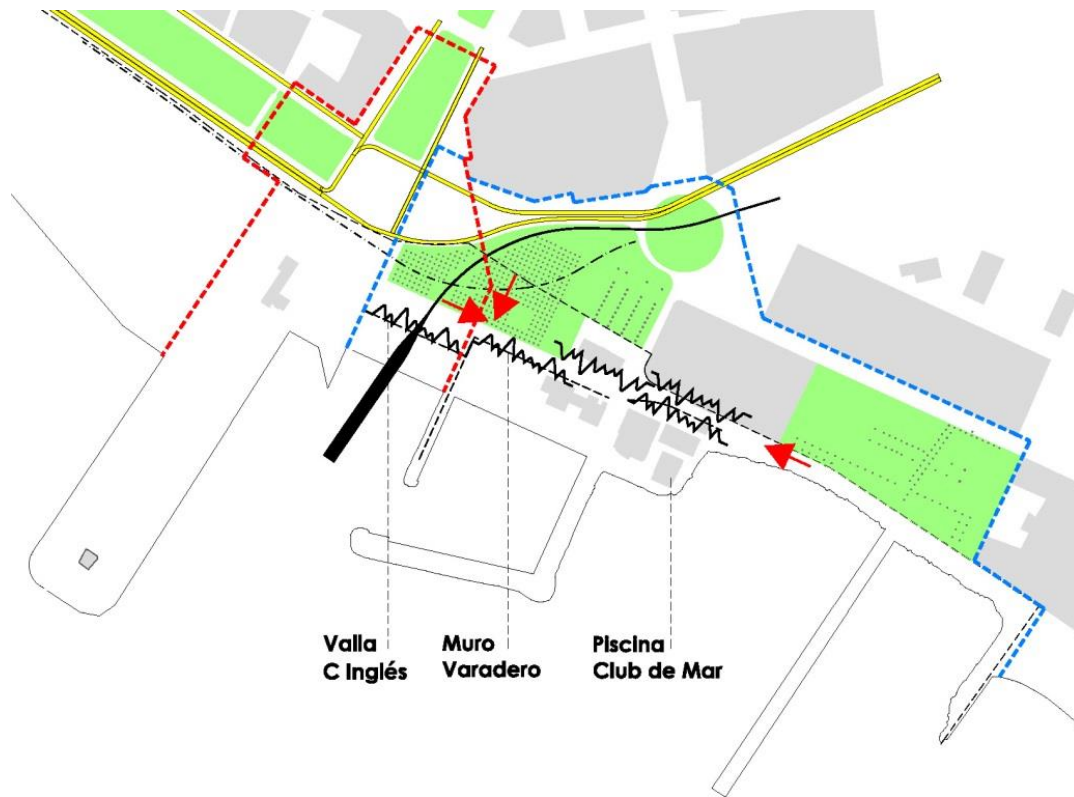 Valla
C Inglés
Muro
Varadero
Piscina
Club de Mar